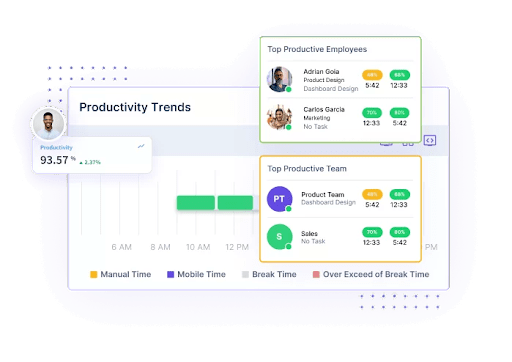 Top Productive Employees
Adrian Goia
Product Design
Dashboard Design
5:42
12:33
Carlos Garcia
Marketing
No Task
70%
80%
12:33
5:42
Productivity Trends
Productivity
93.57 %
2.37%
Top Productive Team
PT
Product Team
Dashboard Design
5:42
12:33
S
Sales
No Task
70%
80%
12:33
5:42
6 AM
8 AM
10 AM
12 PM
PM
Manual Time
Mobile Time
Break Time
Over Exceed of Break Time